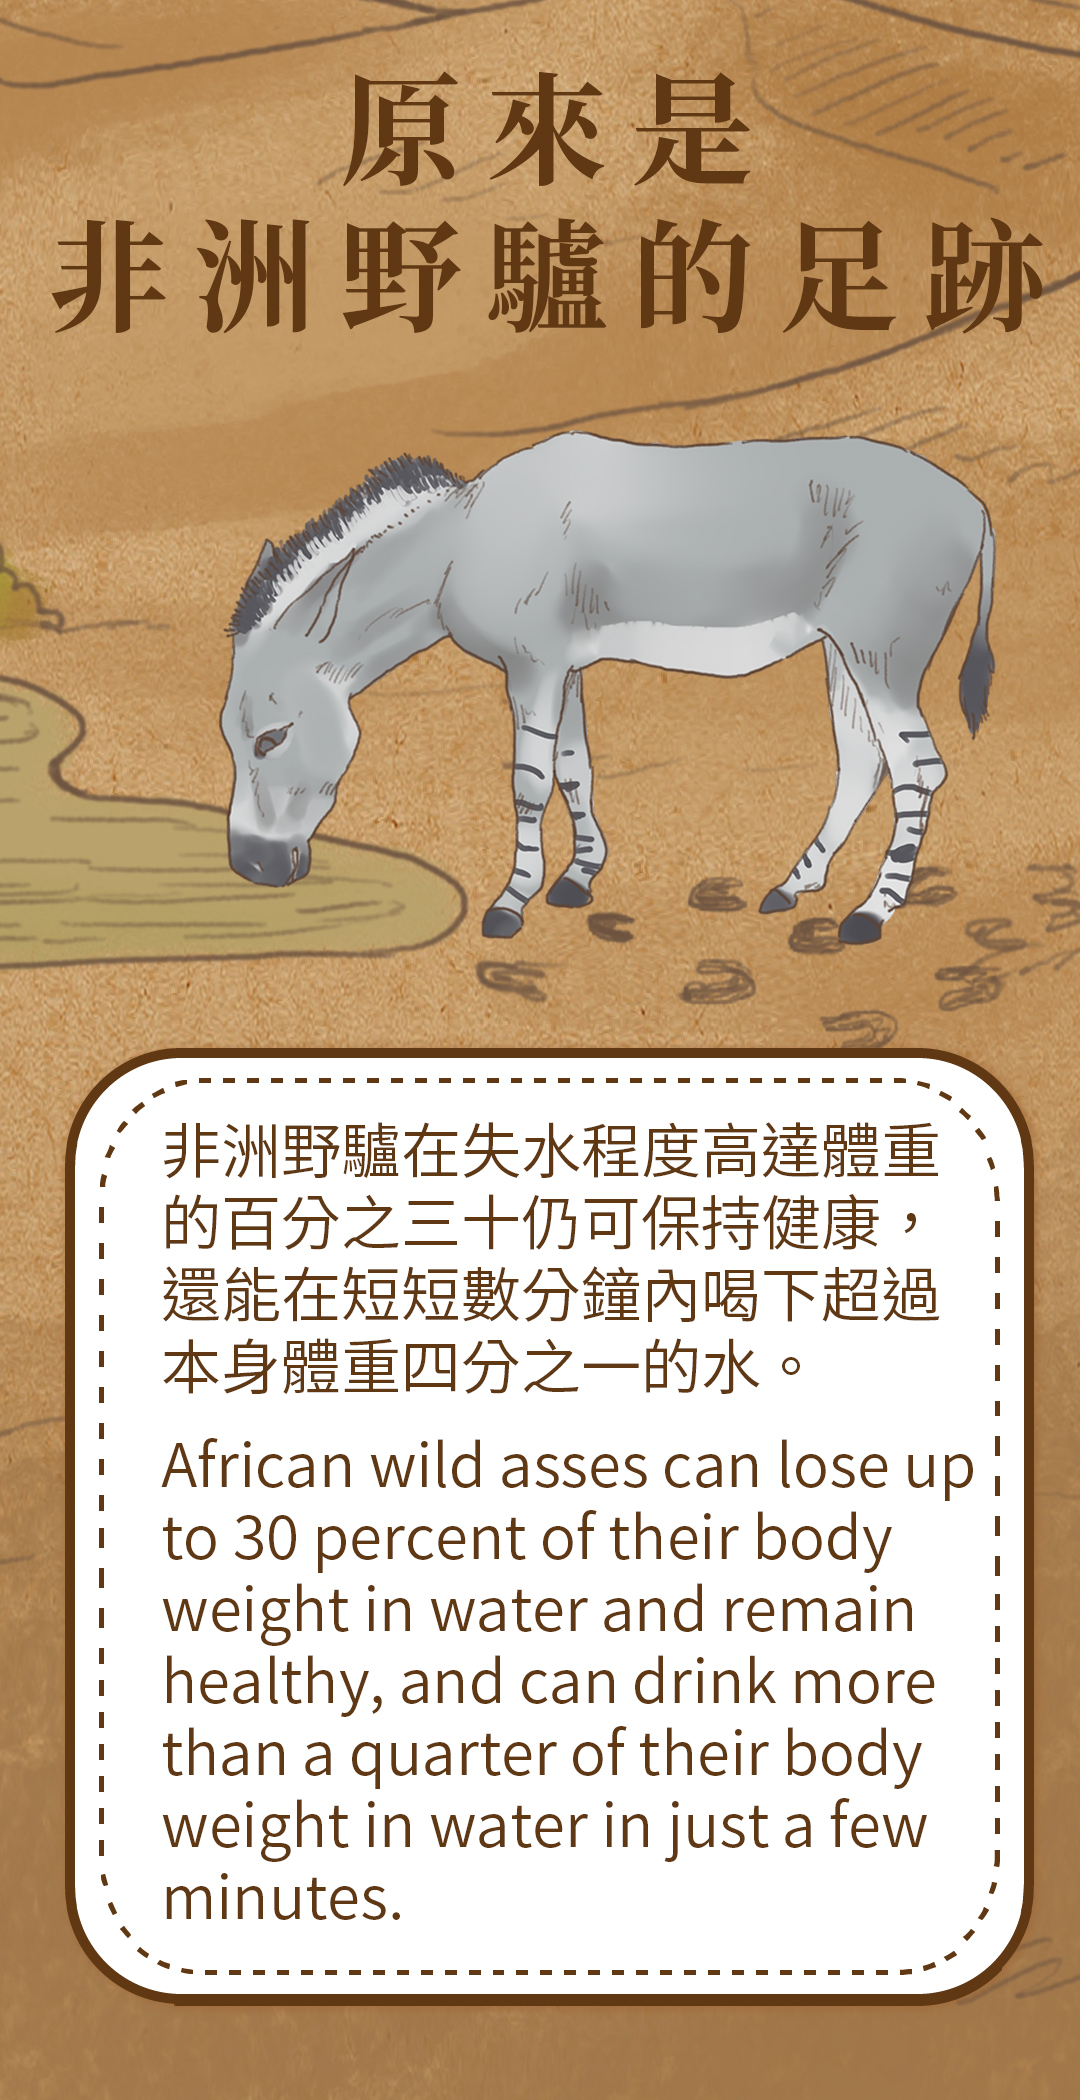 原來是
非洲野驢的足跡
非洲野驢在失水程度高達體重
的百分之三十仍可保持健康，
還能在短短數分鐘內喝下超過
本身體重四分之一的水。
African wild asses can lose up
to 30 percent of their body
weight in water and remain
healthy, and can drink more
than a quarter of their body
weight in water in just a few
minutes.